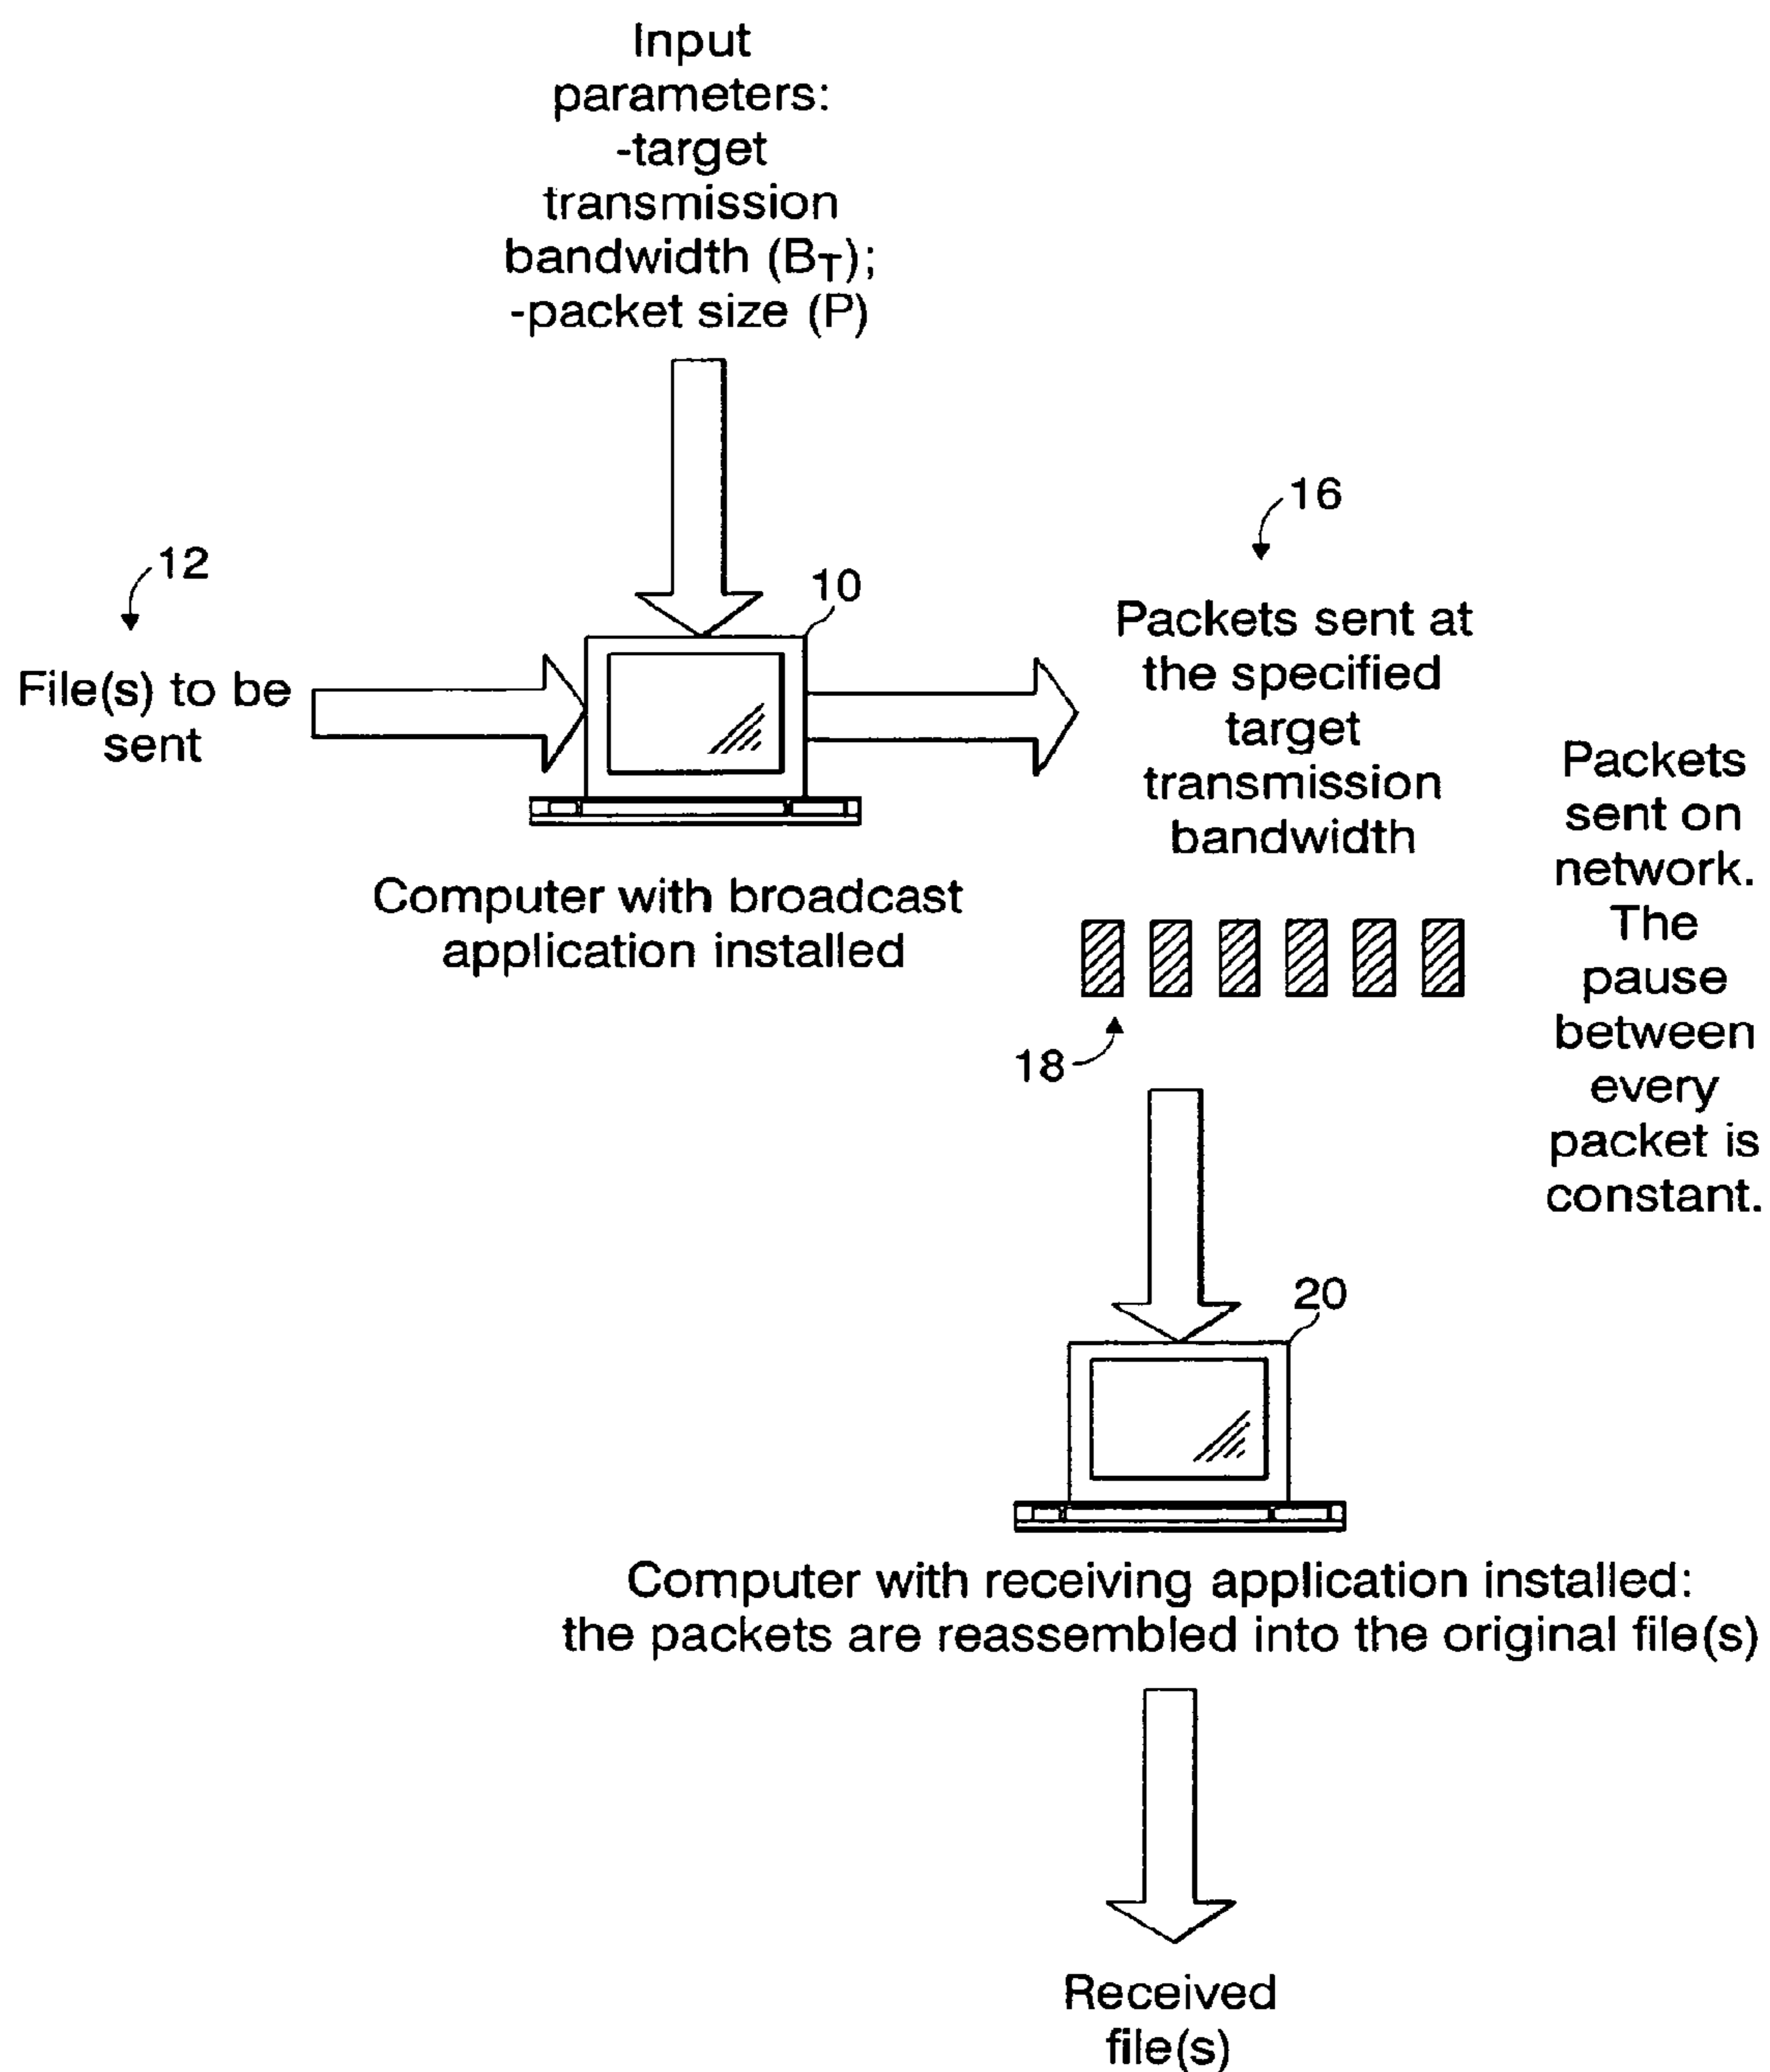 Input
parameters:
-target
transmission
bandwidth (BT);
-packet size (P)
16
12
10
Packets sent at
the specified
target
transmission
bandwidth
File(s) to be
sent
Packets
sent on
network.
The
pause
between
every
packet is
constant.
Computer with broadcast
application installed
18
20
Computer with receiving application installed:
the packets are reassembled into the original file(s)
Received
file(s)